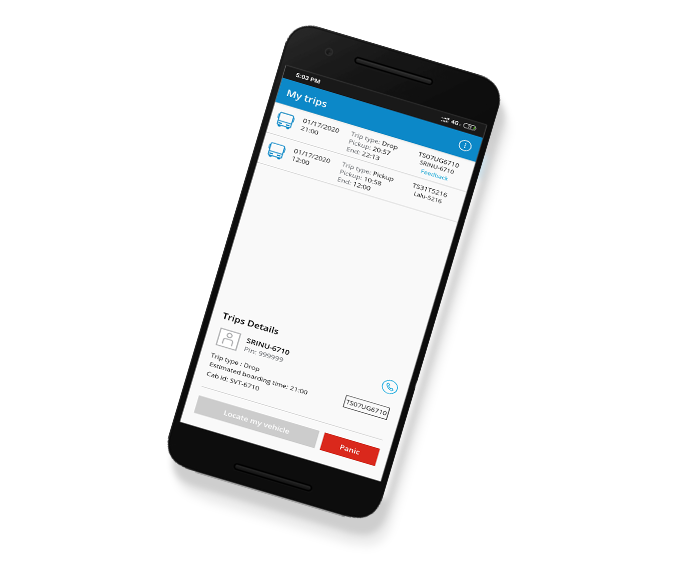 5:03 PM
4G
My trips
01/17/2020
21:00
Trip type: Drop
Pickup: 20:57
End: 22:13
TS07UG6710
SRINU-6710
Feedback
01/17/2020
12:00
Trip type: Pickup
Pickup: 10:58
End: 12:00
TS31T5216
Lalu-5216
Trips Details
SRINU-6710
Pin: 999999
Trip type : Drop
Estimated boarding time: 21:00
Cab Id: SVT-6710
TS07UG6710
Locate my vehicle
Panic